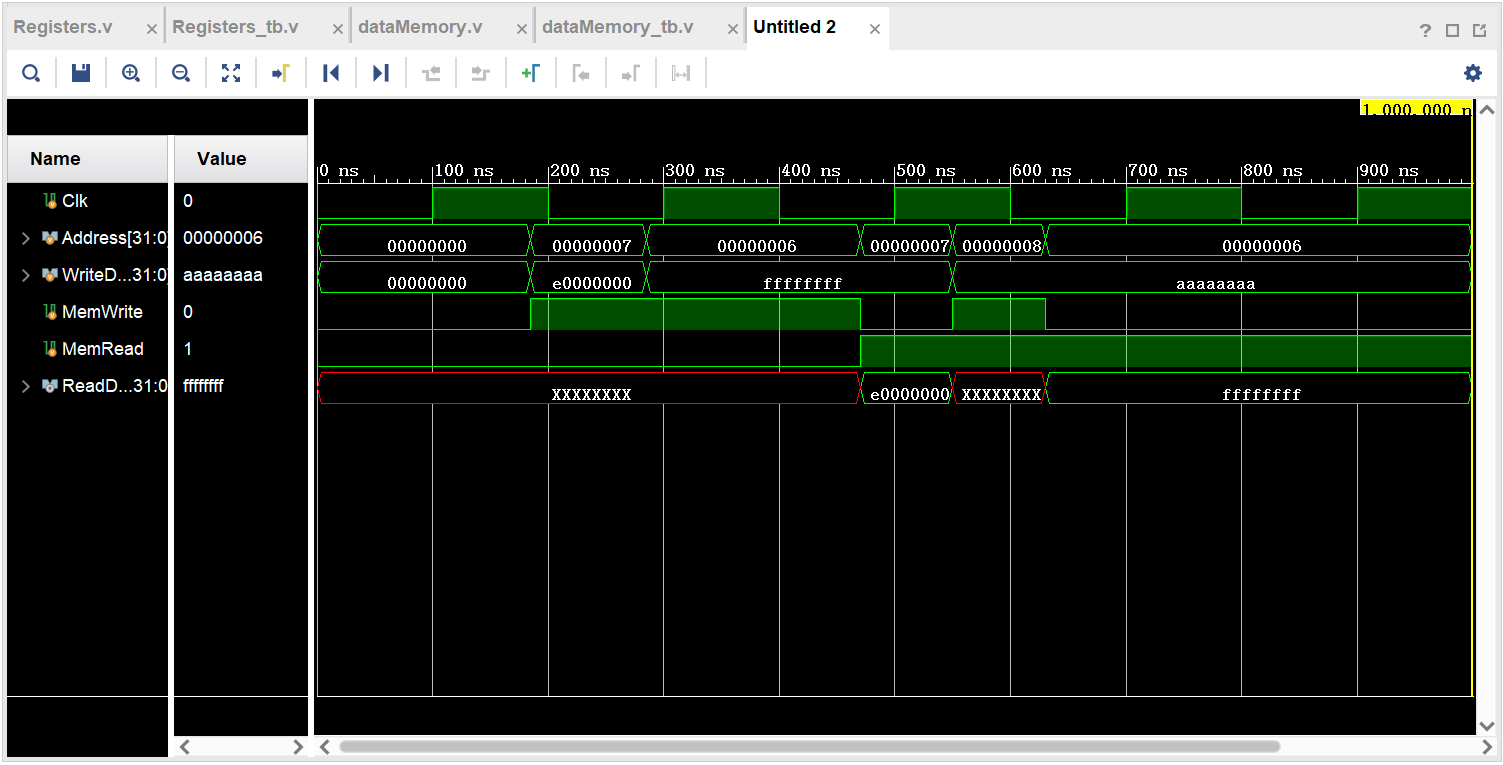 Registers.v × Registers_tb.v × dataMemory.v × dataMemory_tb.v × Untitled 2 ×
?
1,000,000 n
Name Value
0 ns 100 ns 200 ns 300 ns 400 ns 500 ns 600 ns 700 ns 800 ns 900 ns
Clk 0
Address[31:0 00000006 00000000 00000007 00000006 00000007 00000008 00000006
WriteD...31:0 aaaaaaaa 00000000 e0000000 ffffffff aaaaaaaa
MemWrite 0
MemRead 1
ReadD...31:0 ffffffff XXXXXXXX e0000000 XXXXXXXX ffffffff